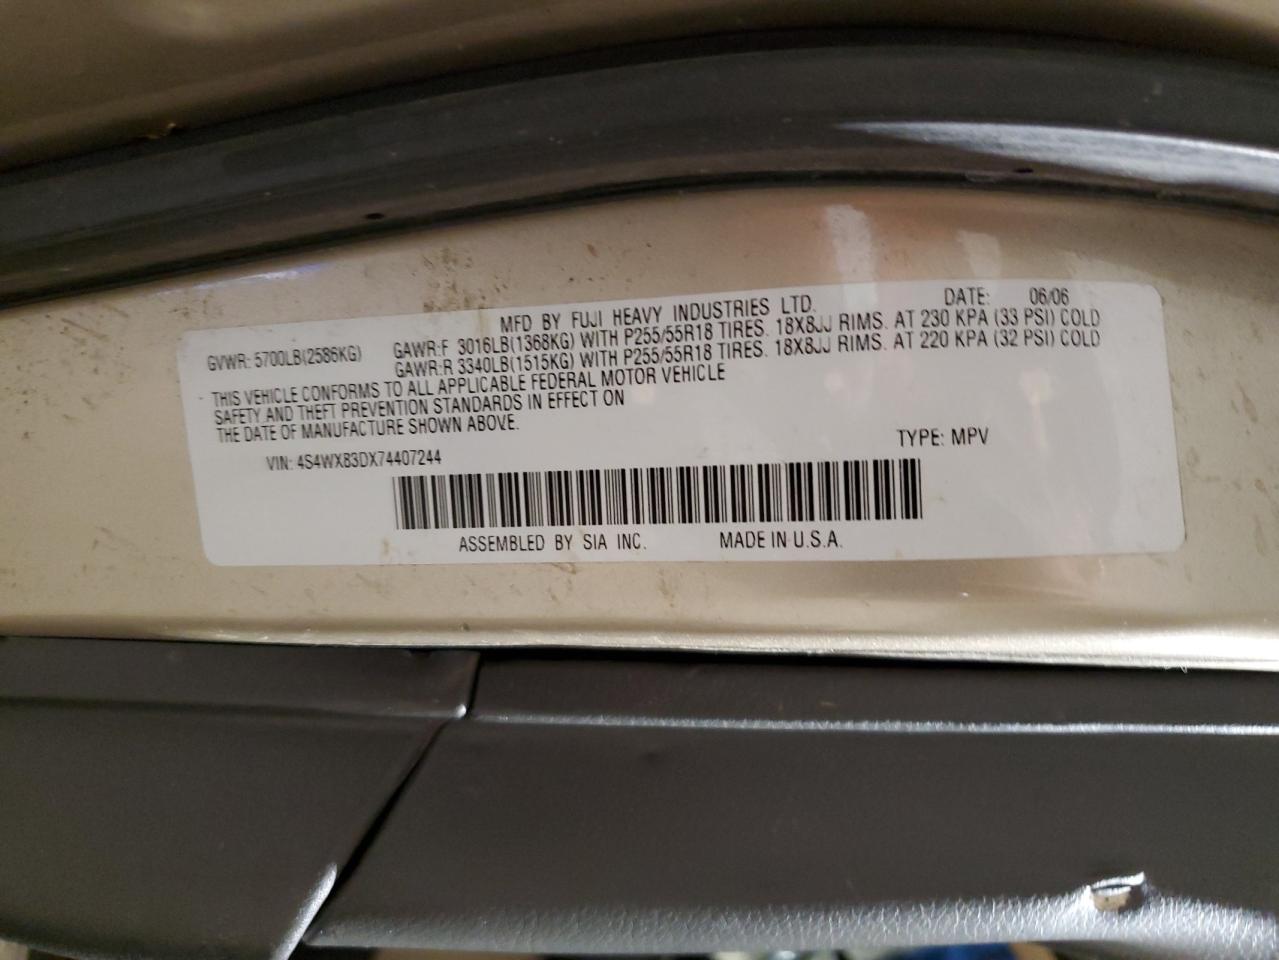 MFD BY FUJI HEAVY INDUSTRIES LTD. DATE: 06/06
GVWR: 5700LB(2586KG) GAWR:F 3016LB(1368KG) WITH P255/55R18 TIRES. 18X8JJ RIMS. AT 230 KPA (33 PSI) COLD
GAWR:R 3340LB(1515KG) WITH P255/55R18 TIRES. 18X8JJ RIMS. AT 220 KPA (32 PSI) COLD
THIS VEHICLE CONFORMS TO ALL APPLICABLE FEDERAL MOTOR VEHICLE
SAFETY AND THEFT PREVENTION STANDARDS IN EFFECT ON
THE DATE OF MANUFACTURE SHOWN ABOVE.
VIN: 4S4WX83DX74407244 TYPE: MPV
ASSEMBLED BY SIA INC. MADE IN U.S.A.